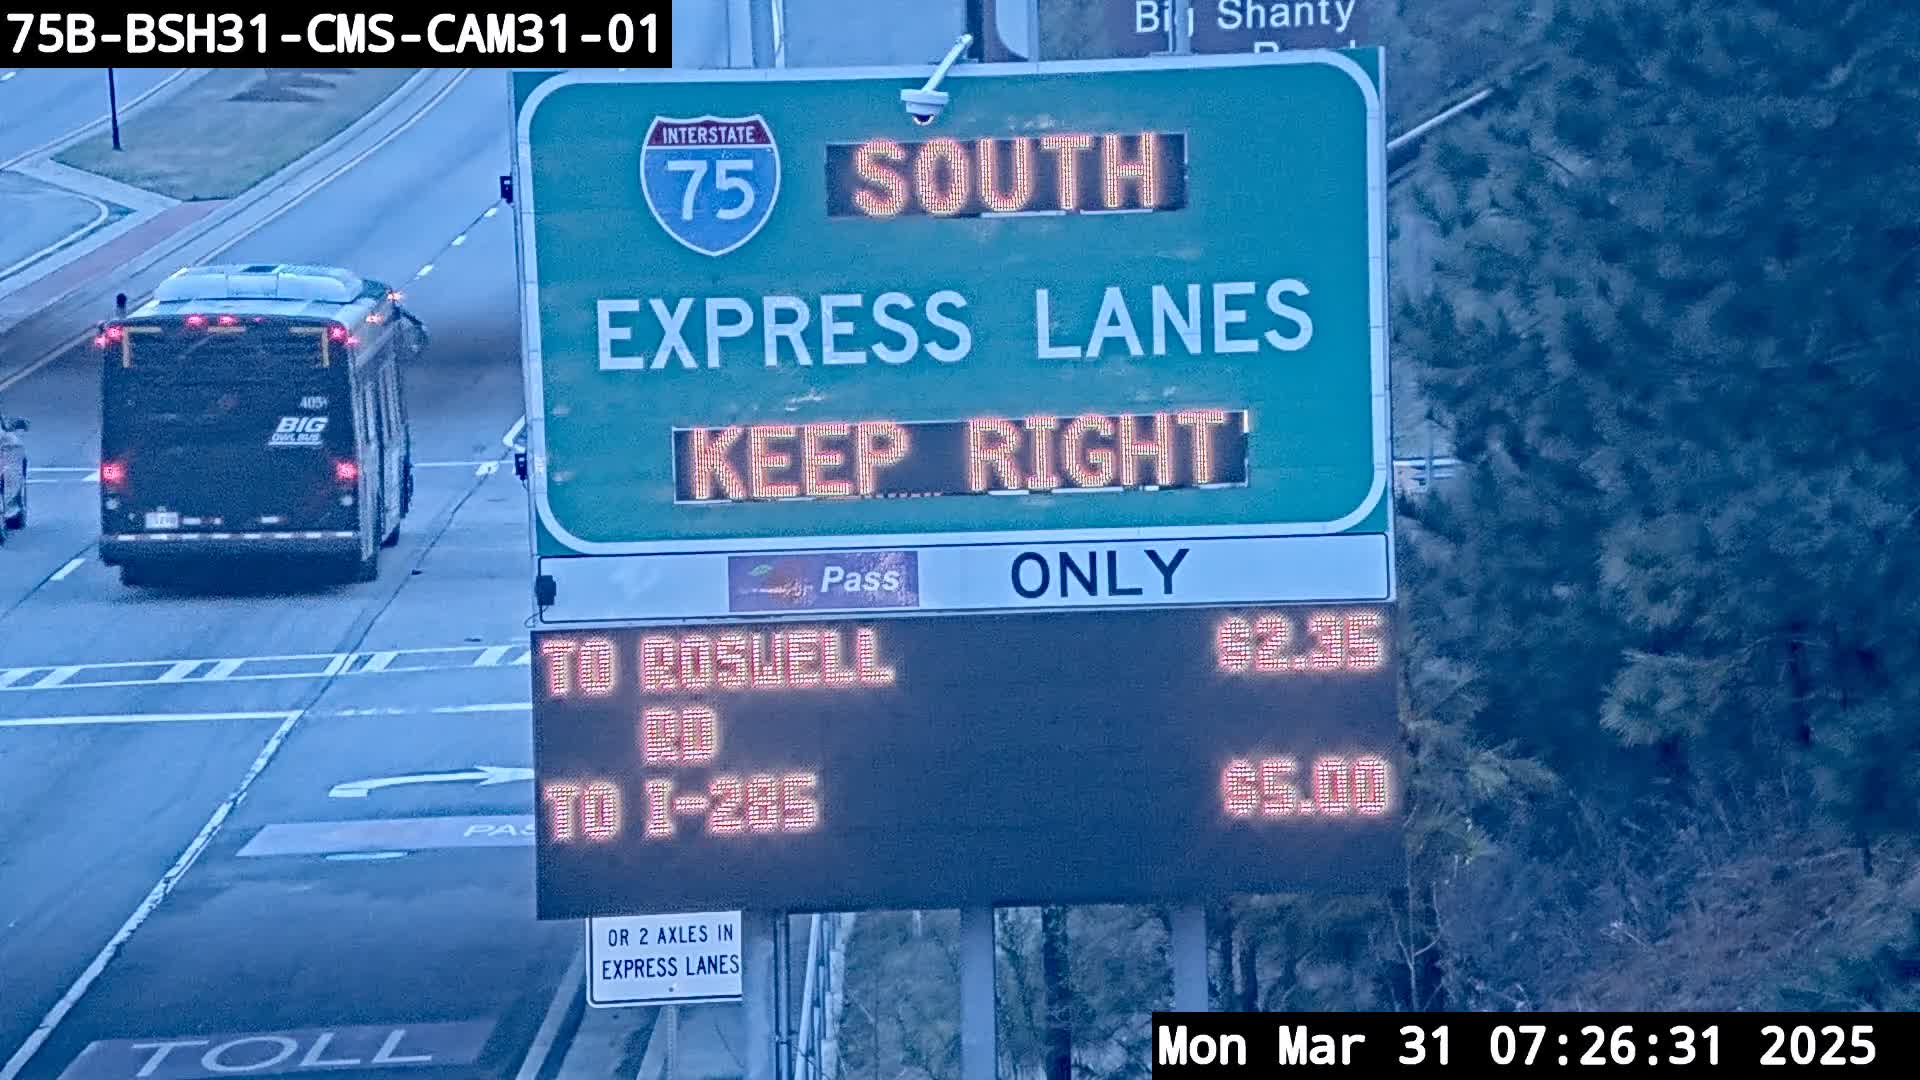 75B-BSH31-CMS-CAM31-01
Big Shanty
INTERSTATE
75
SOUTH
EXPRESS LANES
KEEP RIGHT
Pass ONLY
TO ROSWELL $2.35
RD
TO I-285 $5.00
BIG
OWL BUS
OR 2 AXLES IN
EXPRESS LANES
TOLL
Mon Mar 31 07:26:31 2025